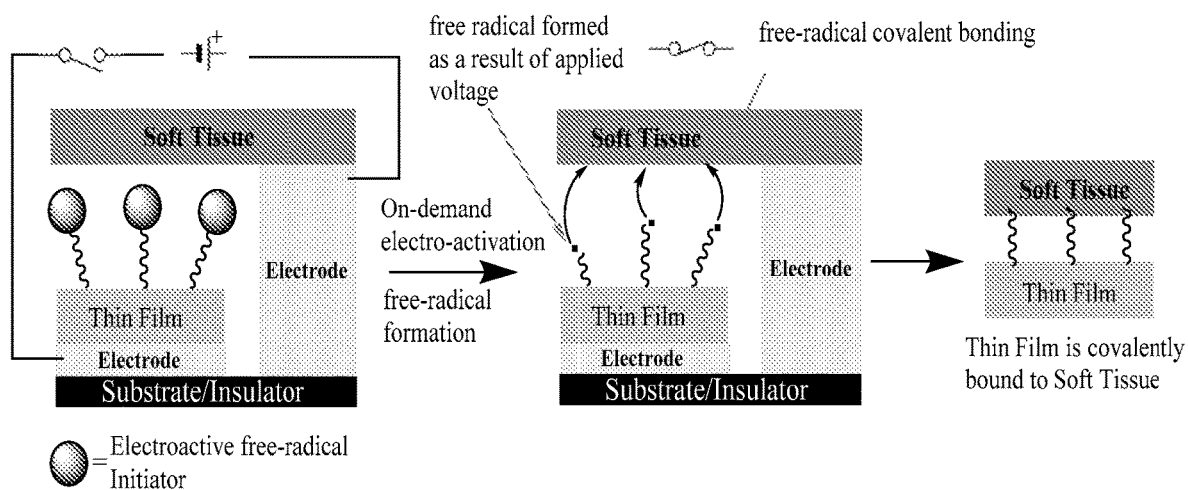 +
Soft Tissue
Electrode
Thin Film
Electrode
Substrate/Insulator
=Electroactive free-radical
Initiator
On-demand
electro-activation
free-radical
formation
free radical formed
as a result of applied
voltage
free-radical covalent bonding
Soft Tissue
Electrode
Thin Film
Electrode
Substrate/Insulator
Soft Tissue
Thin Film
Thin Film is covalently
bound to Soft Tissue